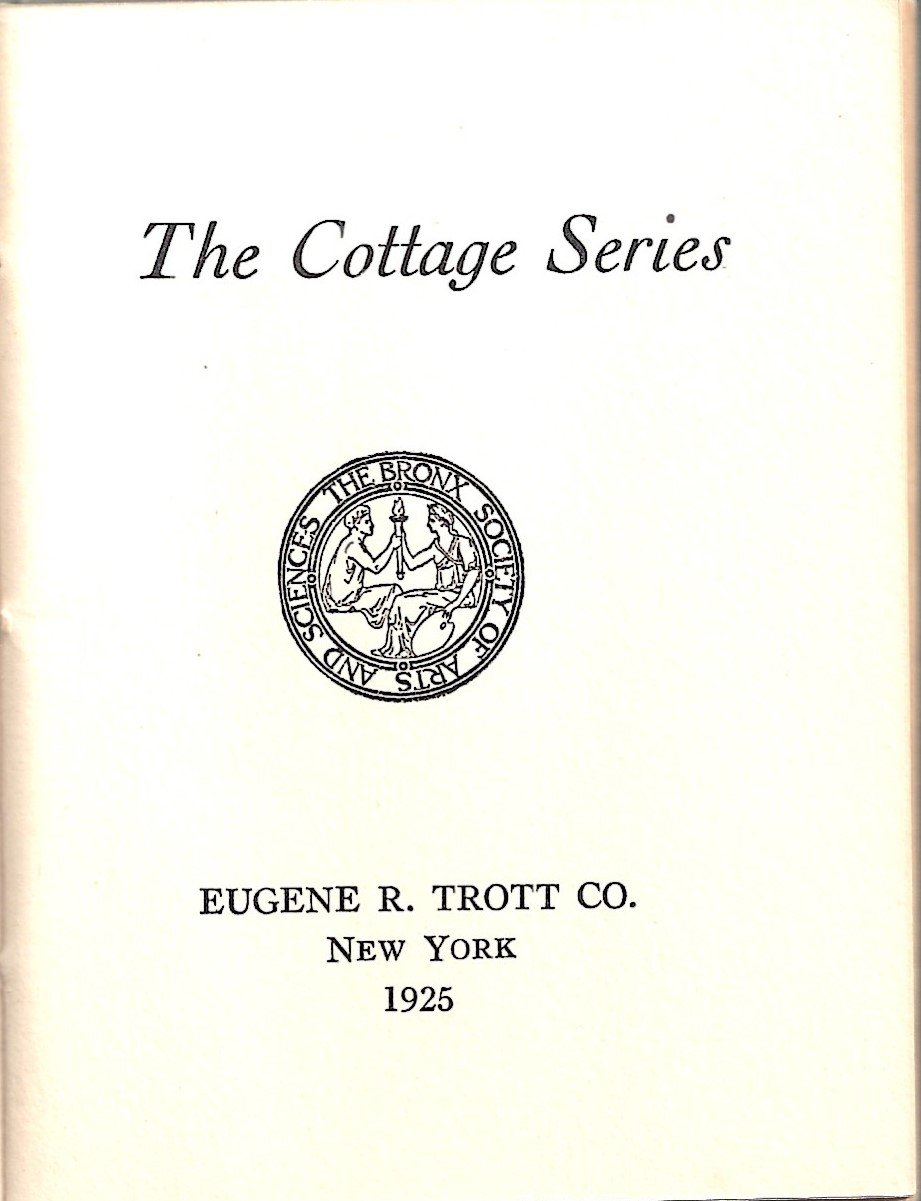 The Cottage Series
THE BRONX SOCIETY OF ARTS AND SCIENCES
EUGENE R. TROTT CO.
NEW YORK
1925